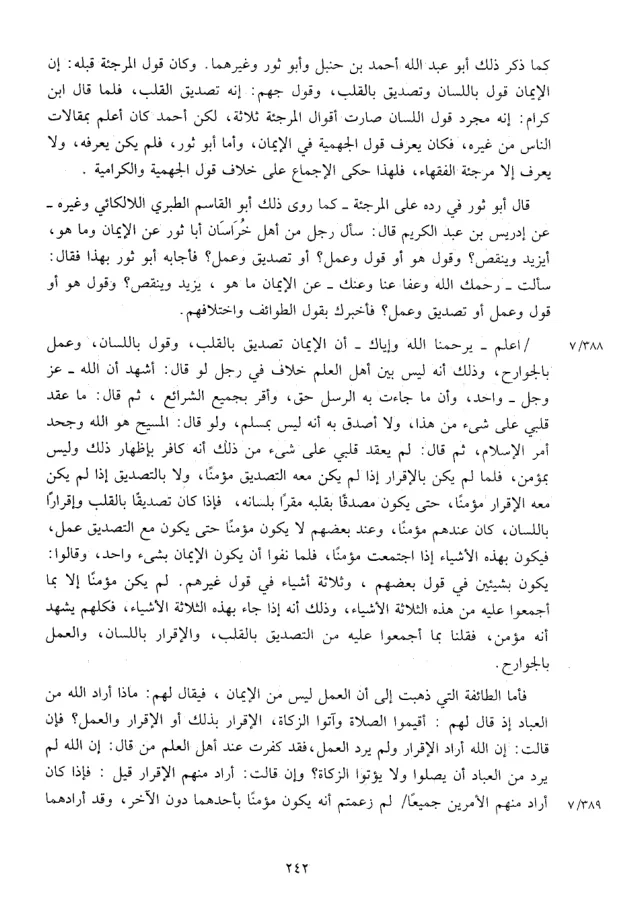 كما ذكر ذلك أبو عبد الله أحمد بن حنبل وأبو ثور وغيرهما. وكان قول المرجئة قبله: إن
الإيمان قول باللسان وتصديق بالقلب، وقول جهم: إنه تصديق القلب، فلما قال ابن
كرام: إنه مجرد قول اللسان صارت أقوال المرجئة ثلاثة، لكن أحمد كان أعلم بمقالات
الناس من غيره، فكان يعرف قول الجهمية في الإيمان، وأما أبو ثور، فلم يكن يعرفه، ولا
يعرف إلا مرجئة الفقهاء، فلهذا حكى الإجماع على خلاف قول الجهمية والكرامية .
قال أبو ثور في رده على المرجئة ـ كما روى ذلك أبو القاسم الطبري اللالكائي وغيره ـ
عن إدريس بن عبد الكريم قال: سأل رجل من أهل خُرَاسَان أبا ثور عن الإيمان وما هو،
أيزيد وينقص؟ وقول هو أو قول وعمل؟ أو تصديق وعمل؟ فأجابه أبو ثور بهذا فقال:
سألت ـ رحمك الله وعفا عنا وعنك ـ عن الإيمان ما هو ، يزيد وينقص؟ وقول هو أو
قول وعمل أو تصديق وعمل؟ فأخبرك بقول الطوائف واختلافهم.
٧/٣٨٨ /اعلم ـ يرحمنا الله وإياك ـ أن الإيمان تصديق بالقلب، وقول باللسان، وعمل
بالجوارح، وذلك أنه ليس بين أهل العلم خلاف في رجل لو قال: أشهد أن الله ـ عز
وجل ـ واحد، وأن ما جاءت به الرسل حق، وأقر بجميع الشرائع ، ثم قال: ما عقد
قلبي على شيء من هذا، ولا أصدق به أنه ليس بمسلم، ولو قال: المسيح هو الله وجحد
أمر الإسلام، ثم قال: لم يعقد قلبي على شيء من ذلك أنه كافر بإظهار ذلك وليس
بمؤمن، فلما لم يكن بالإقرار إذا لم يكن معه التصديق مؤمنًا، ولا بالتصديق إذا لم يكن
معه الإقرار مؤمنًا، حتى يكون مصدقًا بقلبه مقرًا بلسانه، فإذا كان تصديقًا بالقلب وإقرارًا
باللسان، كان عندهم مؤمنًا، وعند بعضهم لا يكون مؤمنًا حتى يكون مع التصديق عمل،
فيكون بهذه الأشياء إذا اجتمعت مؤمنًا، فلما نفوا أن يكون الإيمان بشيء واحد، وقالوا:
يكون بشيئين في قول بعضهم ، وثلاثة أشياء في قول غيرهم. لم يكن مؤمنًا إلا بما
أجمعوا عليه من هذه الثلاثة الأشياء، وذلك أنه إذا جاء بهذه الثلاثة الأشياء، فكلهم يشهد
أنه مؤمن، فقلنا بما أجمعوا عليه من التصديق بالقلب، والإقرار باللسان، والعمل
بالجوارح.
فأما الطائفة التي ذهبت إلى أن العمل ليس من الإيمان ، فيقال لهم: ماذا أراد الله من
العباد إذ قال لهم : أقيموا الصلاة وآتوا الزكاة، الإقرار بذلك أو الإقرار والعمل؟ فإن
قالت: إن الله أراد الإقرار ولم يرد العمل،فقد كفرت عند أهل العلم من قال: إن الله لم
يرد من العباد أن يصلوا ولا يؤتوا الزكاة؟ وإن قالت: أراد منهم الإقرار قيل : فإذا كان
٧/٣٨٩ أراد منهم الأمرين جميعًا/ لم زعمتم أنه يكون مؤمنًا بأحدهما دون الآخر، وقد أرادهما
٢٤٢